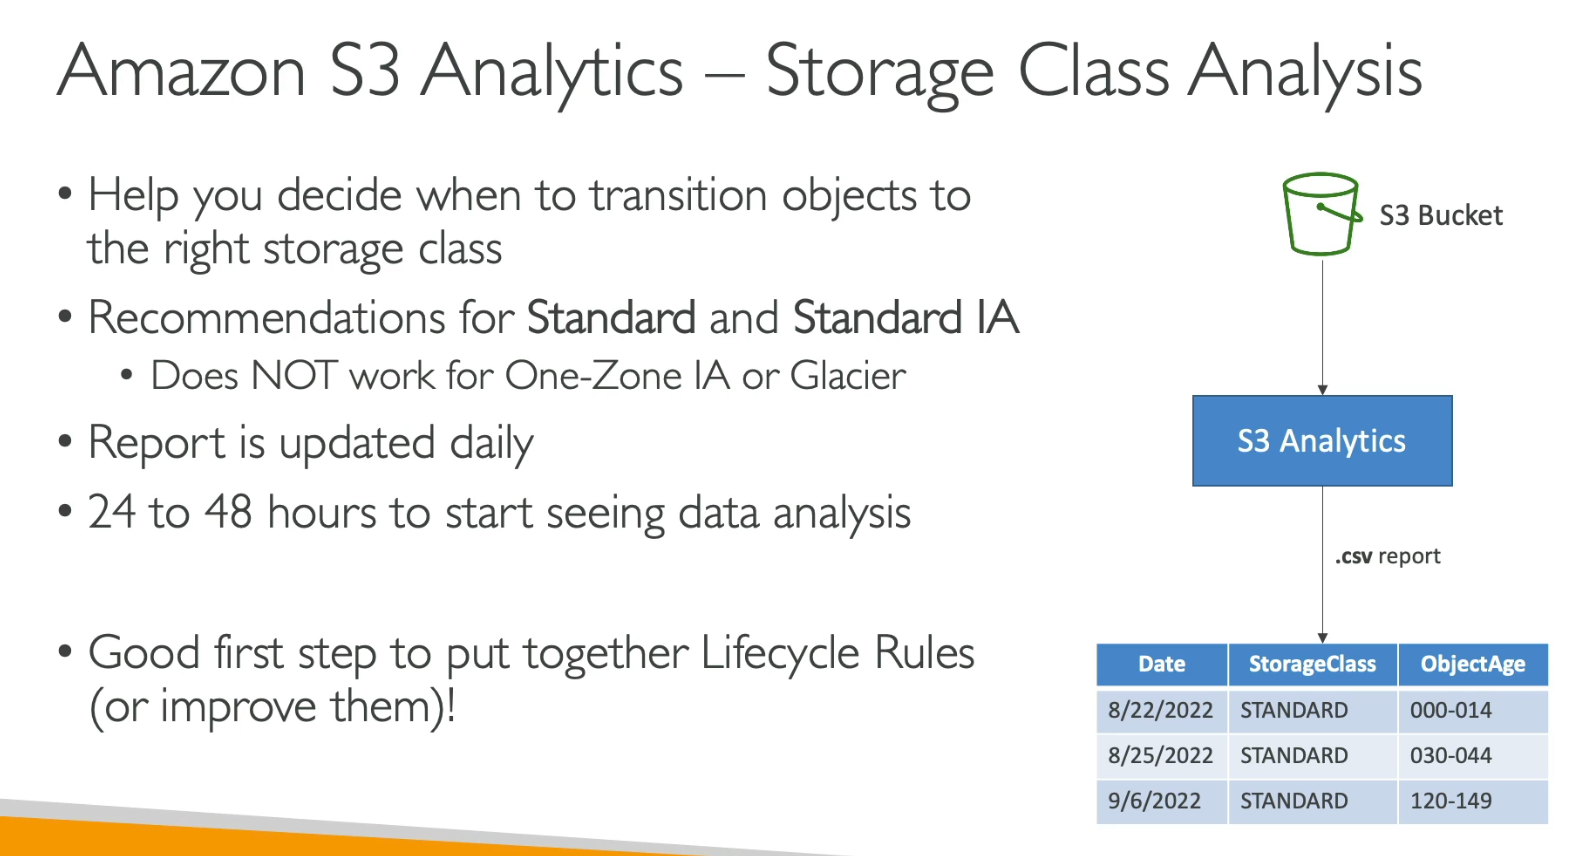 Amazon S3 Analytics – Storage Class Analysis
• Help you decide when to transition objects to
the right storage class
• Recommendations for Standard and Standard IA
• Does NOT work for One-Zone IA or Glacier
• Report is updated daily
• 24 to 48 hours to start seeing data analysis
• Good first step to put together Lifecycle Rules
(or improve them)!
S3 Bucket
S3 Analytics
.csv report
Date StorageClass ObjectAge
8/22/2022 STANDARD 000-014
8/25/2022 STANDARD 030-044
9/6/2022 STANDARD 120-149